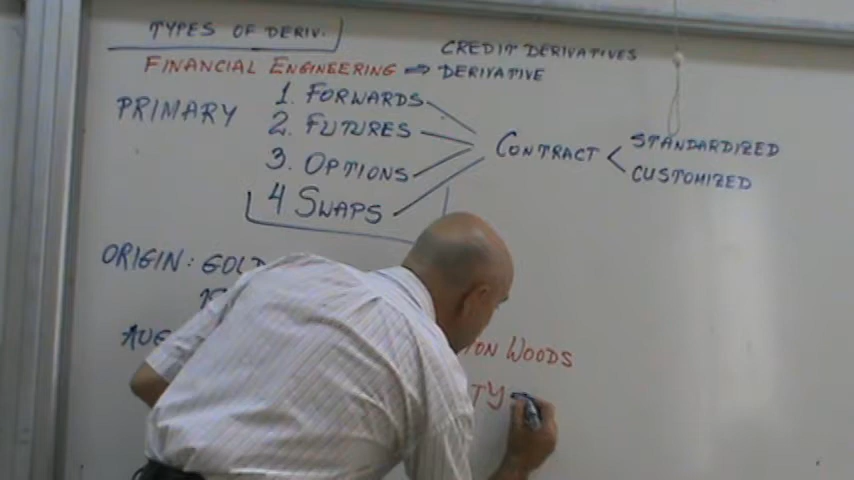 TYPES OF DERIV.
CREDIT DERIVATIVES
FINANCIAL ENGINEERING ⇒ DERIVATIVE
PRIMARY
1. FORWARDS
2. FUTURES
3. OPTIONS
4 SWAPS
CONTRACT
STANDARDIZED
CUSTOMIZED
ORIGIN: GOLD
WOODS